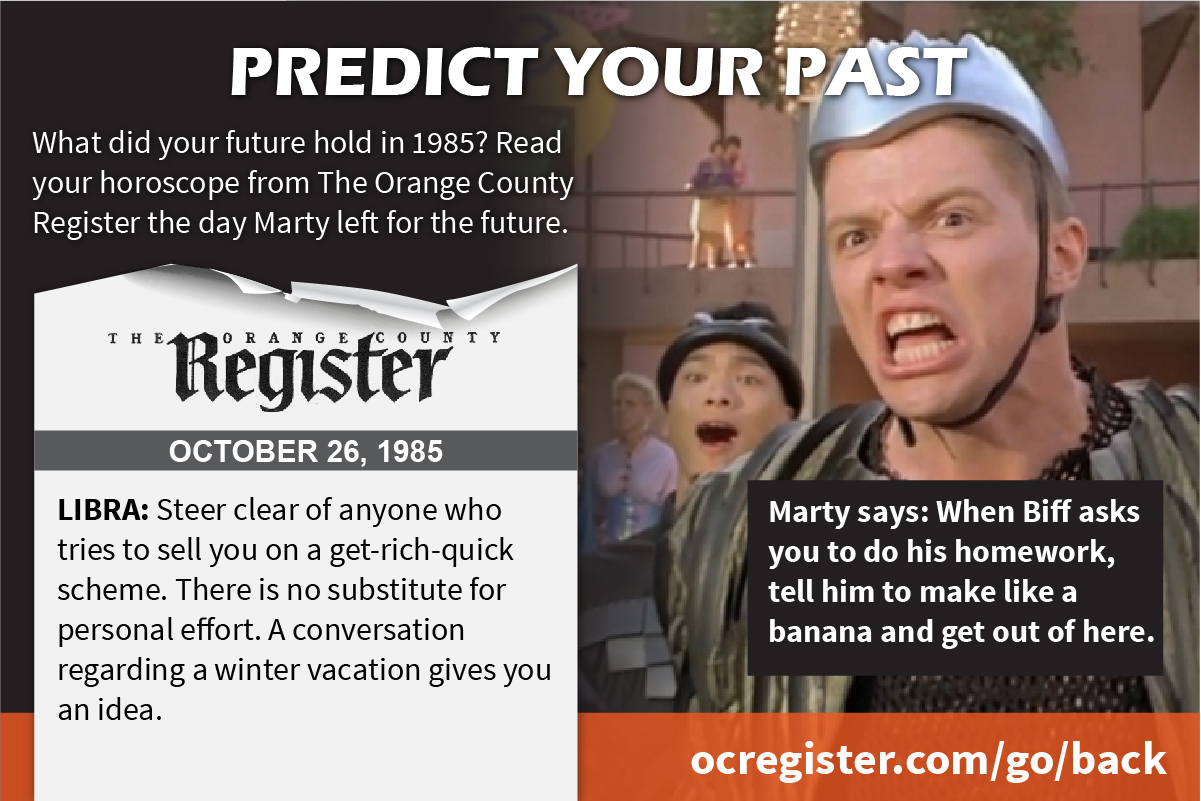 PREDICT YOUR PAST
What did your future hold in 1985? Read
your horoscope from The Orange County
Register the day Marty left for the future.
THE ORANGE COUNTY
Register
OCTOBER 26, 1985
LIBRA: Steer clear of anyone who
tries to sell you on a get-rich-quick
scheme. There is no substitute for
personal effort. A conversation
regarding a winter vacation gives you
an idea.
Marty says: When Biff asks
you to do his homework,
tell him to make like a
banana and get out of here.
ocregister.com/go/back